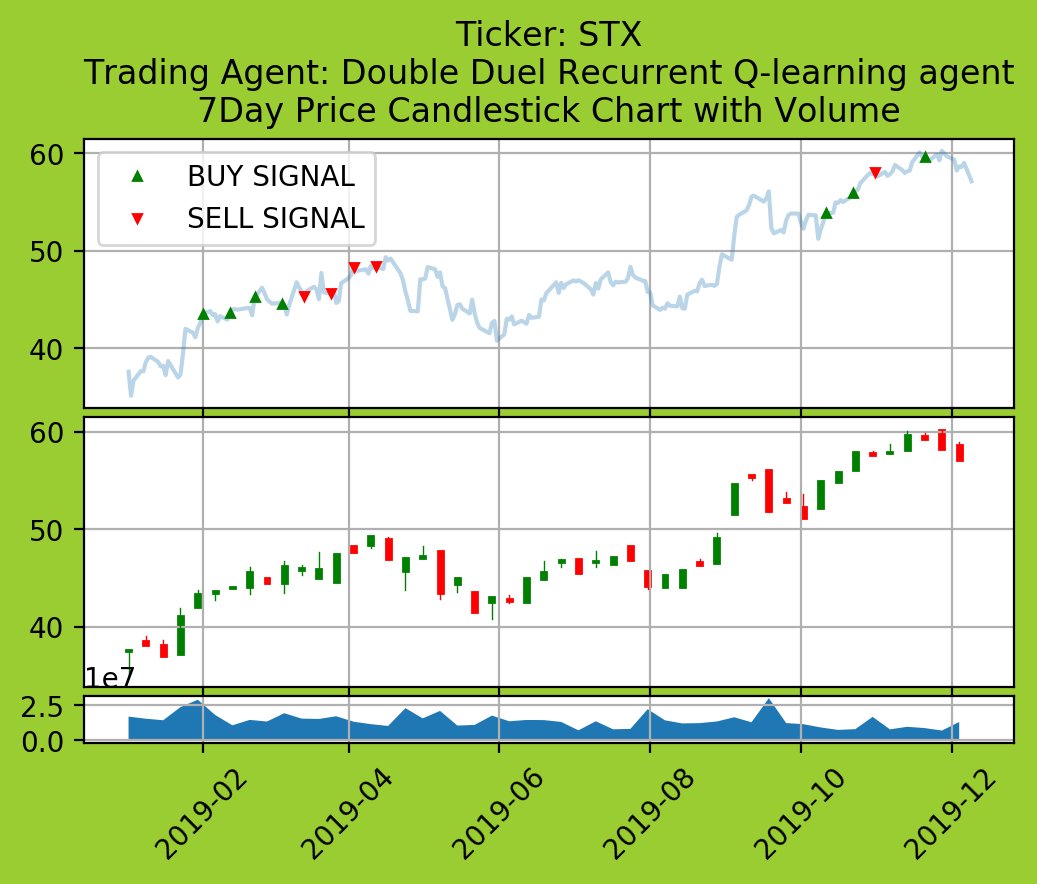 Ticker: STX
Trading Agent: Double Duel Recurrent Q-learning agent
7Day Price Candlestick Chart with Volume
60
50
40
BUY SIGNAL
SELL SIGNAL
60
50
40
1e7
2.5
0.0
2019-02
2019-04
2019-06
2019-08
2019-10
2019-12